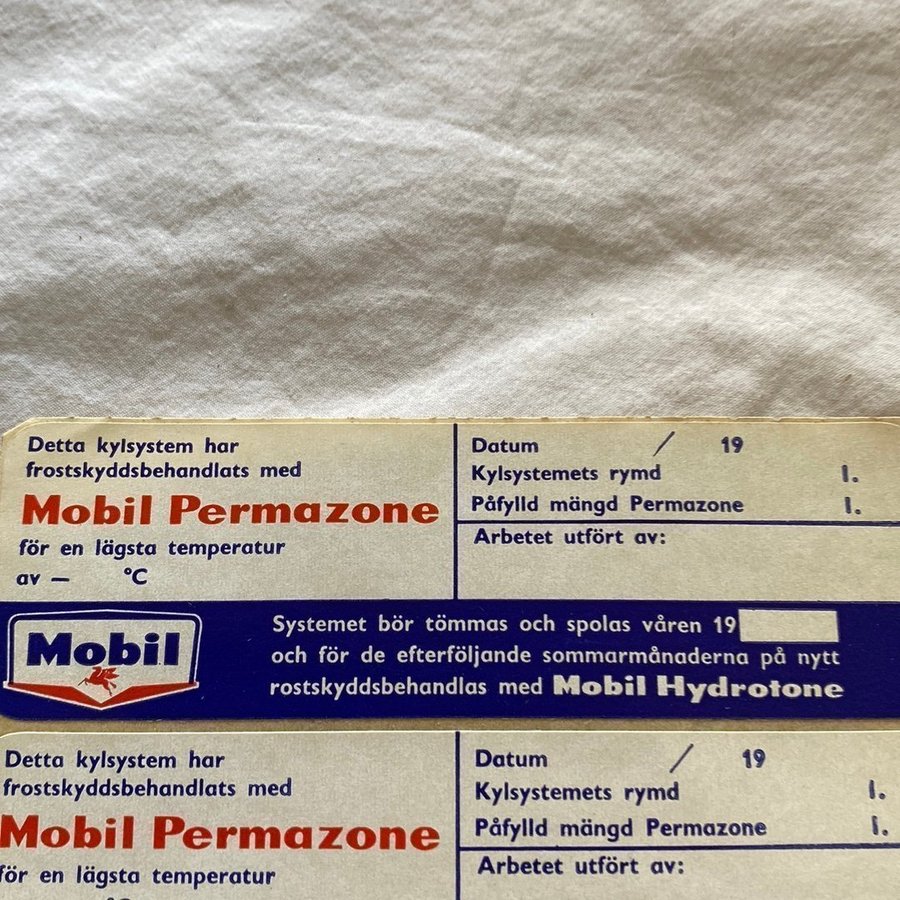 Detta kylsystem har
frostskyddsbehandlats med
Mobil Permazone
för en lägsta temperatur
av — °C
Datum / 19
Kylsystemets rymd l.
Påfylld mängd Permazone l.
Arbetet utfört av:
Mobil
Systemet bör tömmas och spolas våren 19
och för de efterföljande sommarmånaderna på nytt
rostskyddsbehandlas med Mobil Hydrotone
Detta kylsystem har
frostskyddsbehandlats med
Mobil Permazone
för en lägsta temperatur
Datum / 19
Kylsystemets rymd l.
Påfylld mängd Permazone l.
Arbetet utfört av: